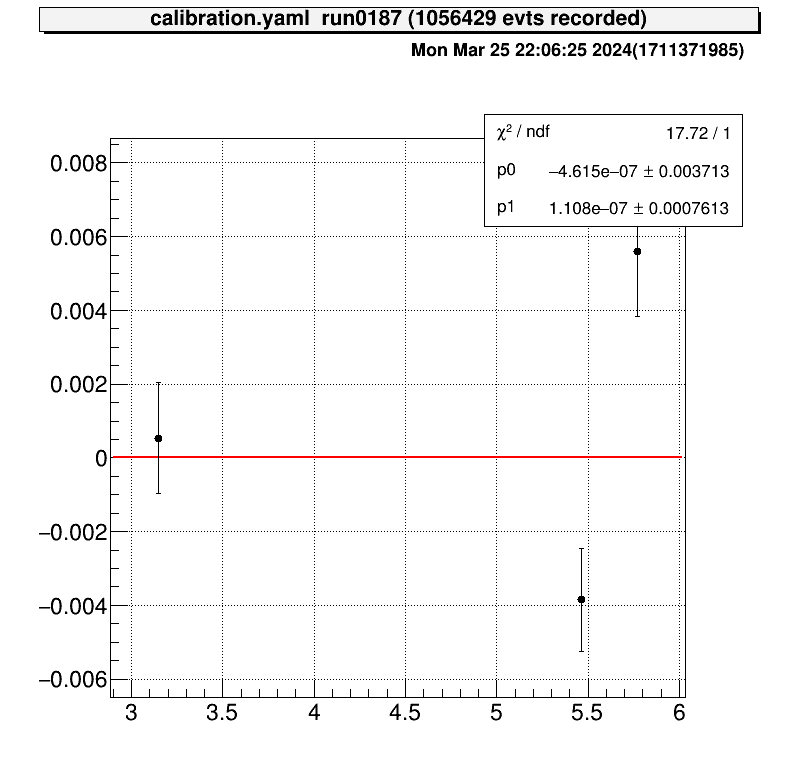 calibration.yaml run0187 (1056429 evts recorded)
Mon Mar 25 22:06:25 2024(1711371985)
χ² / ndf 17.72 / 1
p0 −4.615e−07 ± 0.003713
p1 1.108e−07 ± 0.0007613
0.008
0.006
0.004
0.002
0
−0.002
−0.004
−0.006
3 3.5 4 4.5 5 5.5 6